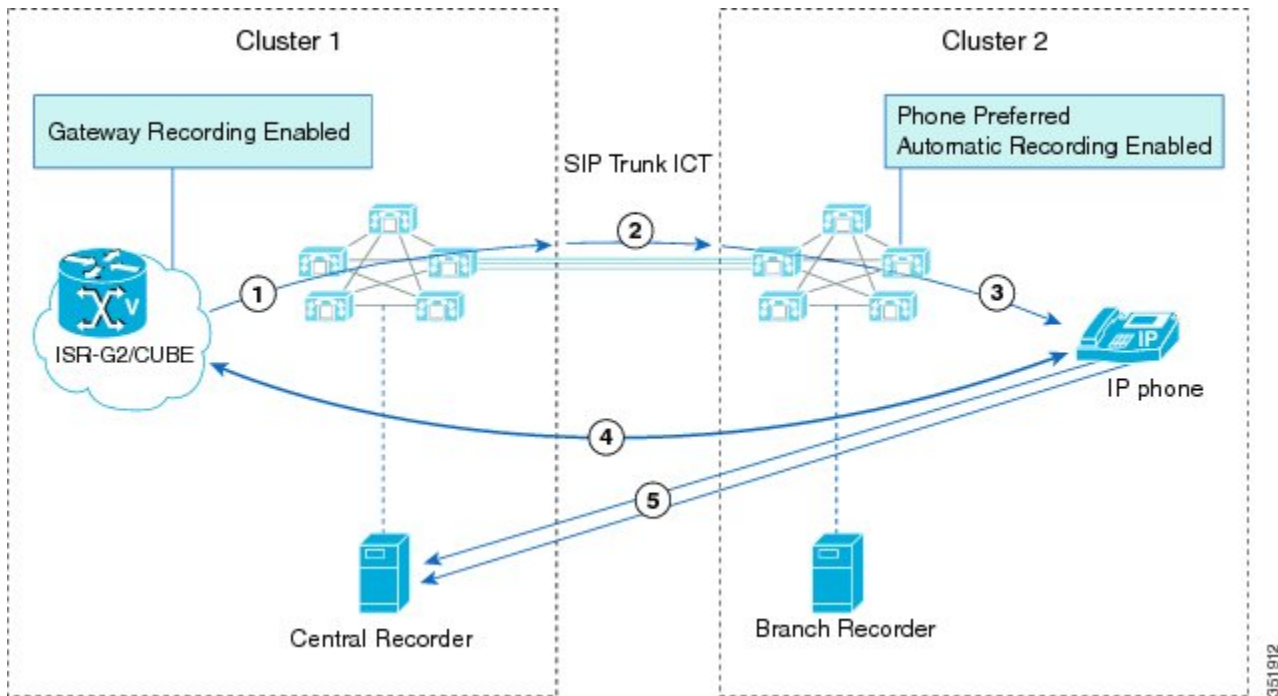 Cluster 1
Cluster 2
Gateway Recording Enabled
Phone Preferred
Automatic Recording Enabled
SIP Trunk ICT
1
2
3
V
ISR-G2/CUBE
IP
IP phone
4
5
Central Recorder
Branch Recorder
351912